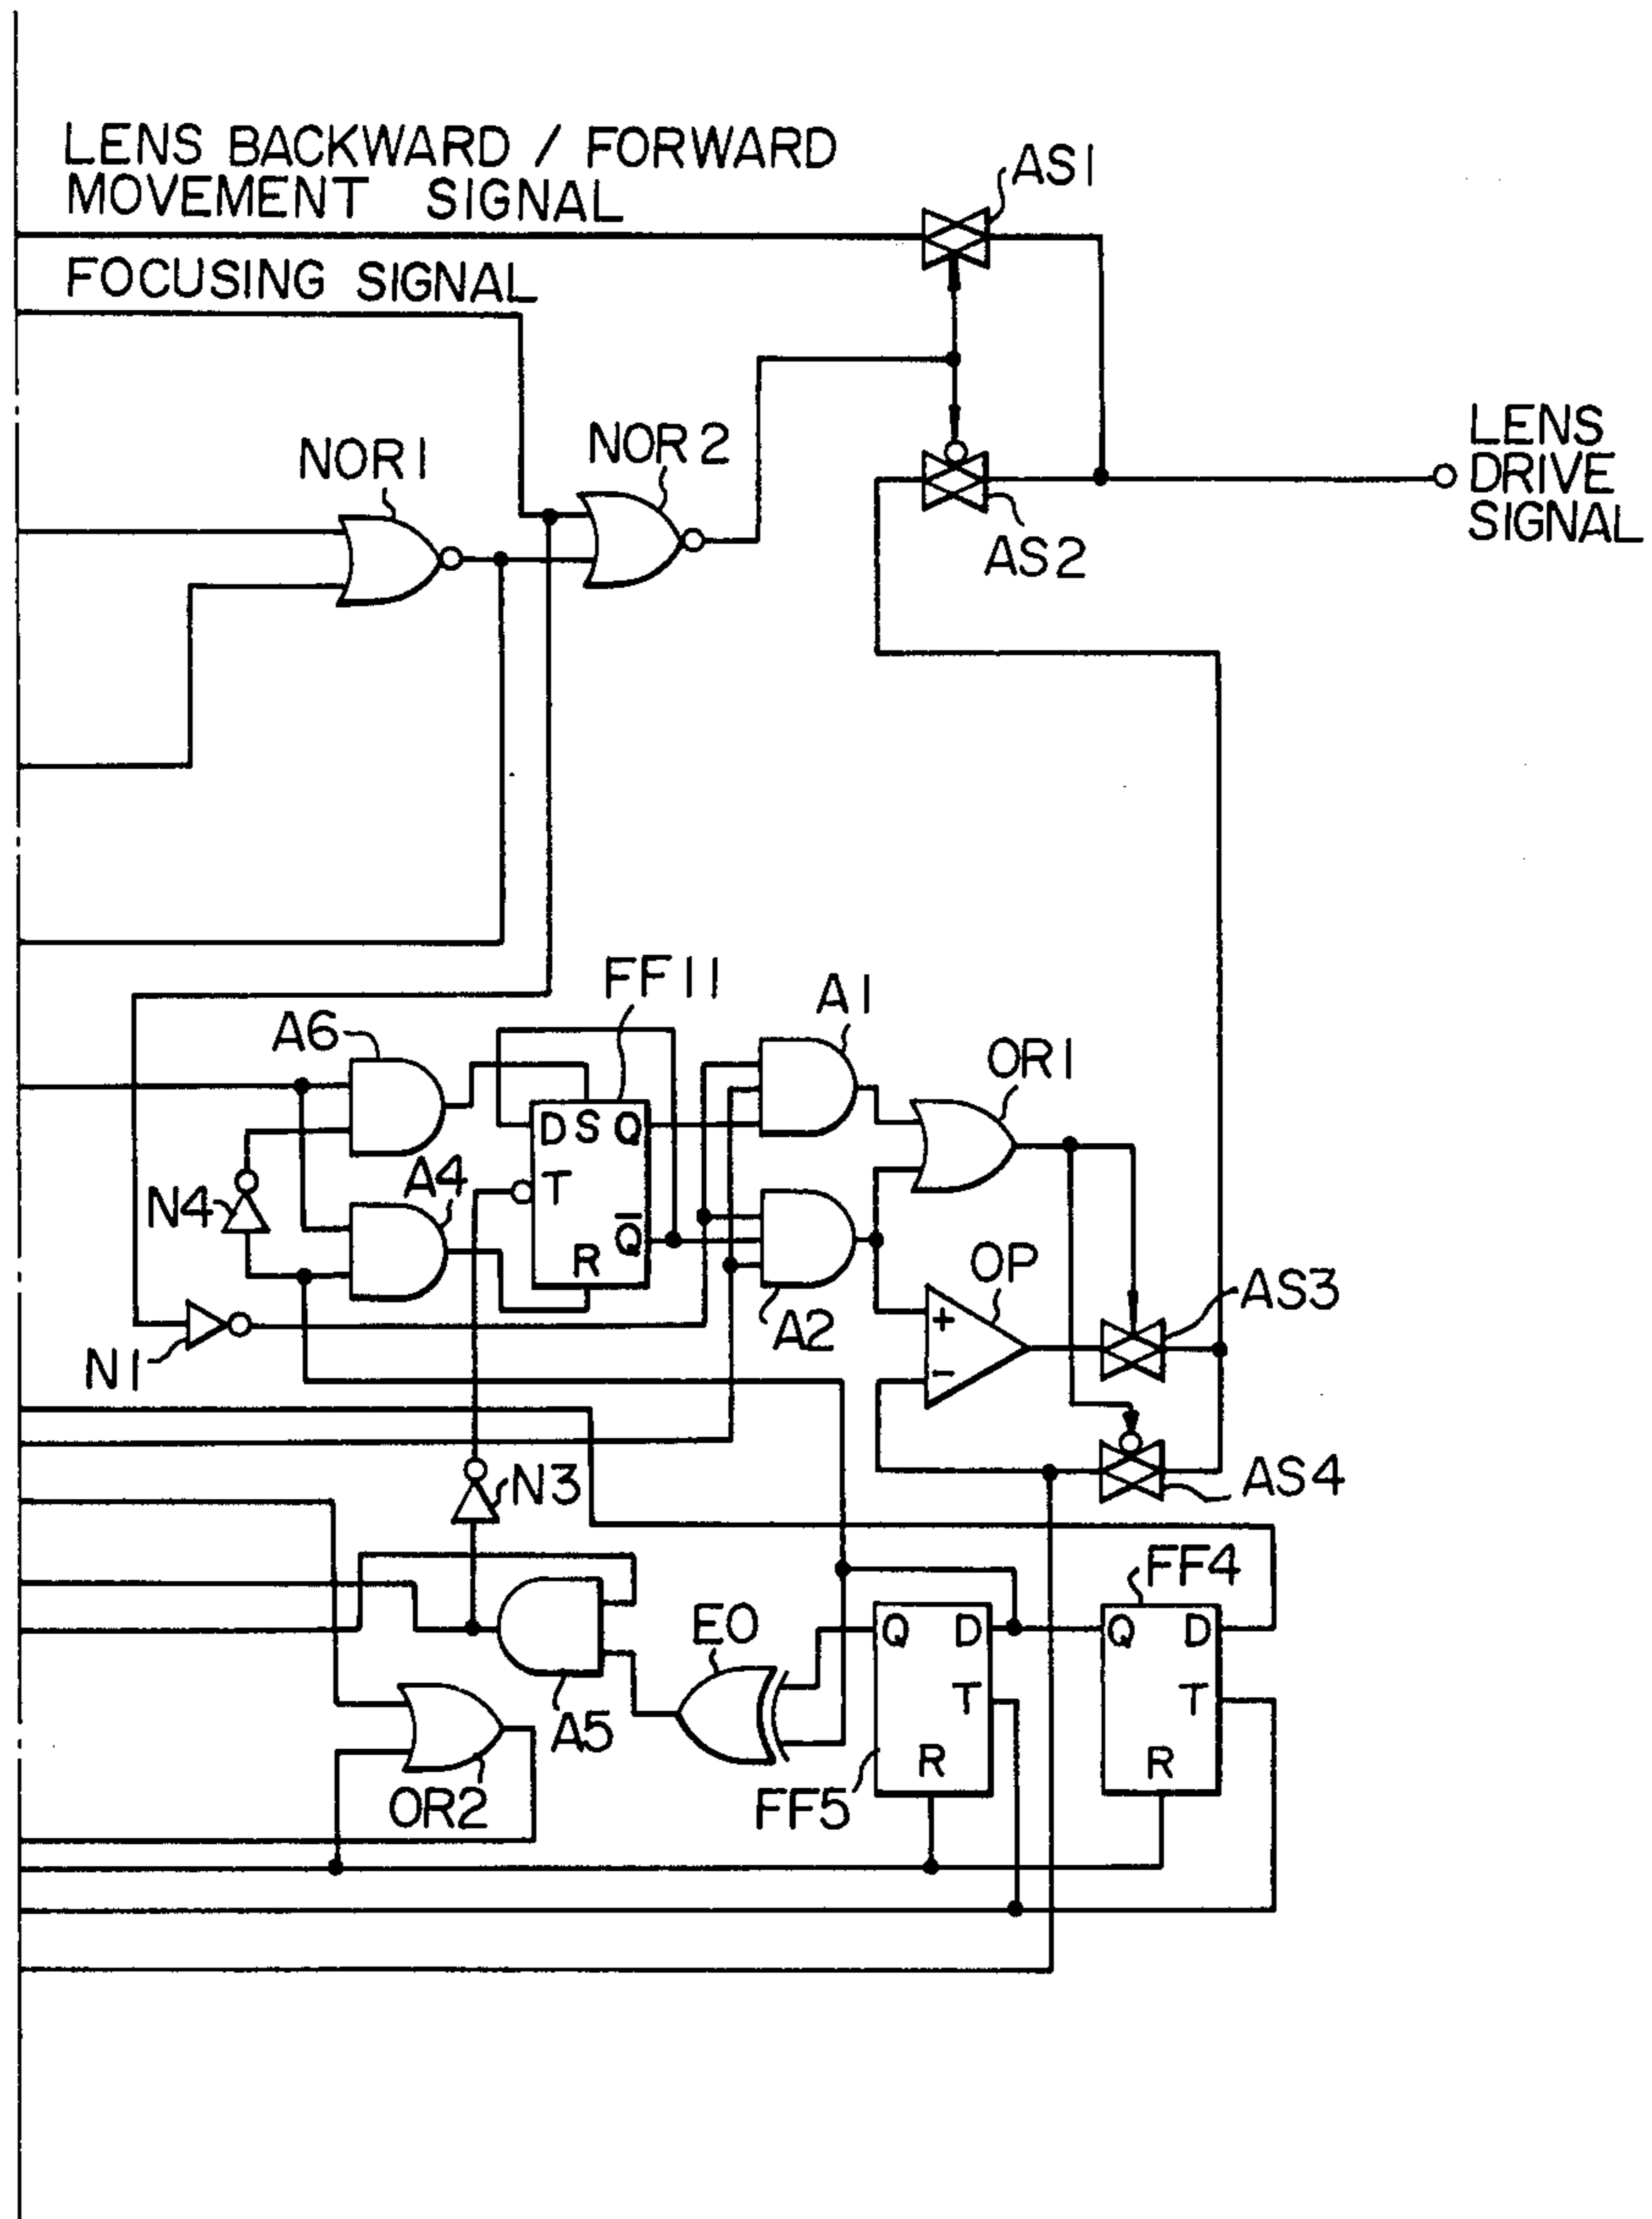 LENS BACKWARD / FORWARD
MOVEMENT SIGNAL
AS1
FOCUSING SIGNAL
NOR1
NOR2
LENS
DRIVE
SIGNAL
AS2
FF11
A1
A6
OR1
D S Q
A4
T
N4
Q̅
R
OP
A2
+
AS3
N1
−
N3
AS4
FF4
EO
Q D
Q D
T
T
A5
R
R
OR2
FF5